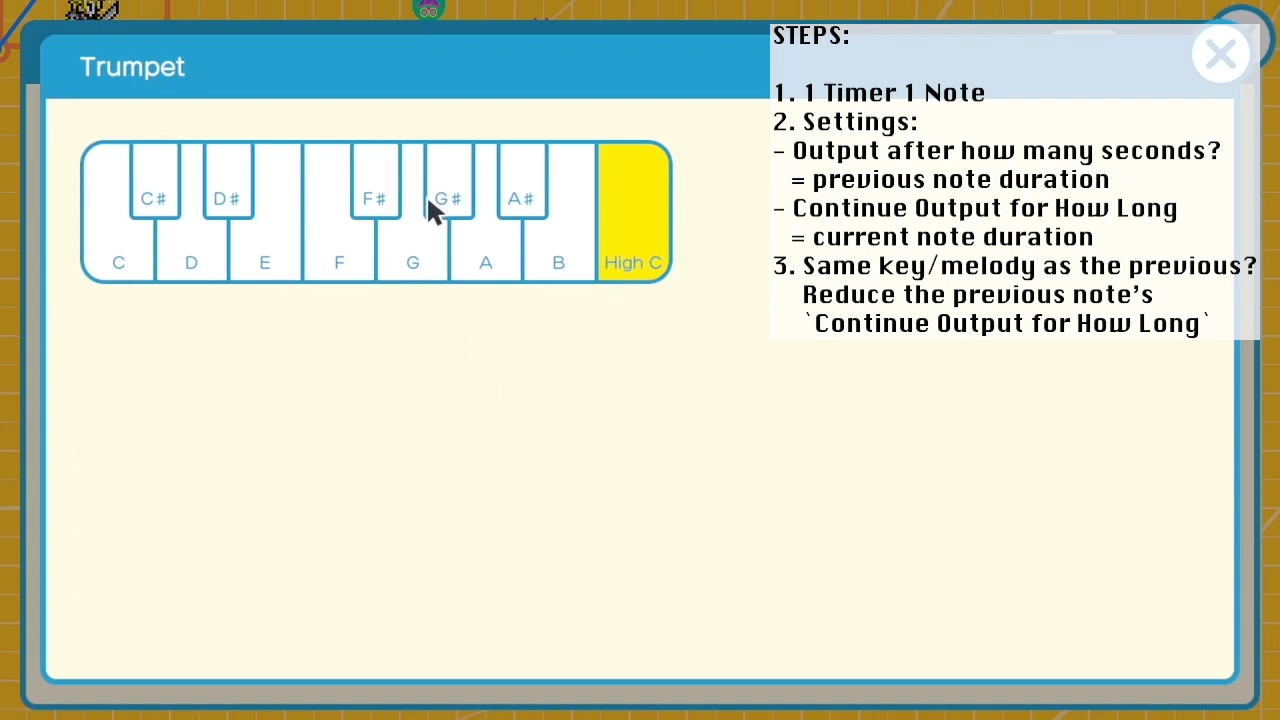 Trumpet
STEPS:
1. 1 Timer 1 Note
2. Settings:
- Output after how many seconds?
= previous note duration
- Continue Output for How Long
= current note duration
3. Same key/melody as the previous?
Reduce the previous note's
`Continue Output for How Long`
C♯ D♯ F♯ G♯ A♯
C D E F G A B High C